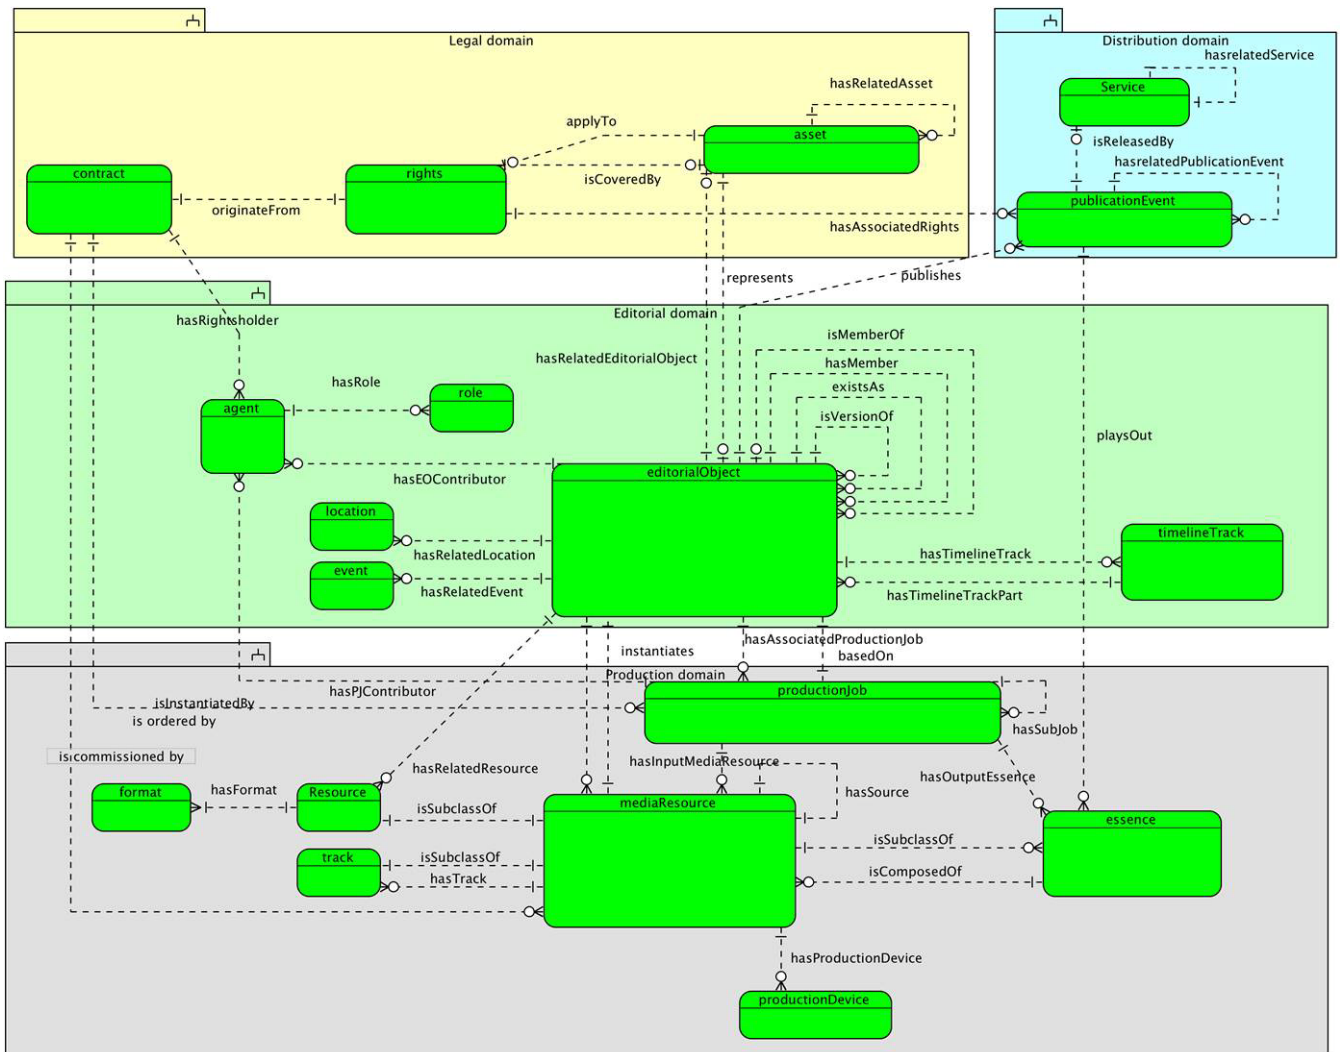 Legal domain
Distribution domain
hasrelatedService
hasRelatedAsset
Service
applyTo
asset
isReleasedBy
hasrelatedPublicationEvent
contract
rights
isCoveredBy
publicationEvent
originateFrom
hasAssociatedRights
represents
publishes
Editorial domain
hasRightsholder
isMemberOf
hasRelatedEditorialObject
hasMember
hasRole
existsAs
role
agent
isVersionOf
playsOut
editorialObject
hasEOContributor
location
timelineTrack
hasRelatedLocation
hasTimelineTrack
event
hasRelatedEvent
hasTimelineTrackPart
hasAssociatedProductionJob
instantiates
basedOn
Production domain
hasPJContributor
productionJob
isInstantiatedBy
is ordered by
hasSubJob
is commissioned by
hasInputMediaResource
hasRelatedResource
hasOutputEssence
format
hasFormat
Resource
hasSource
mediaResource
isSubclassOf
essence
isSubclassOf
track
isSubclassOf
hasTrack
isComposedOf
hasProductionDevice
productionDevice